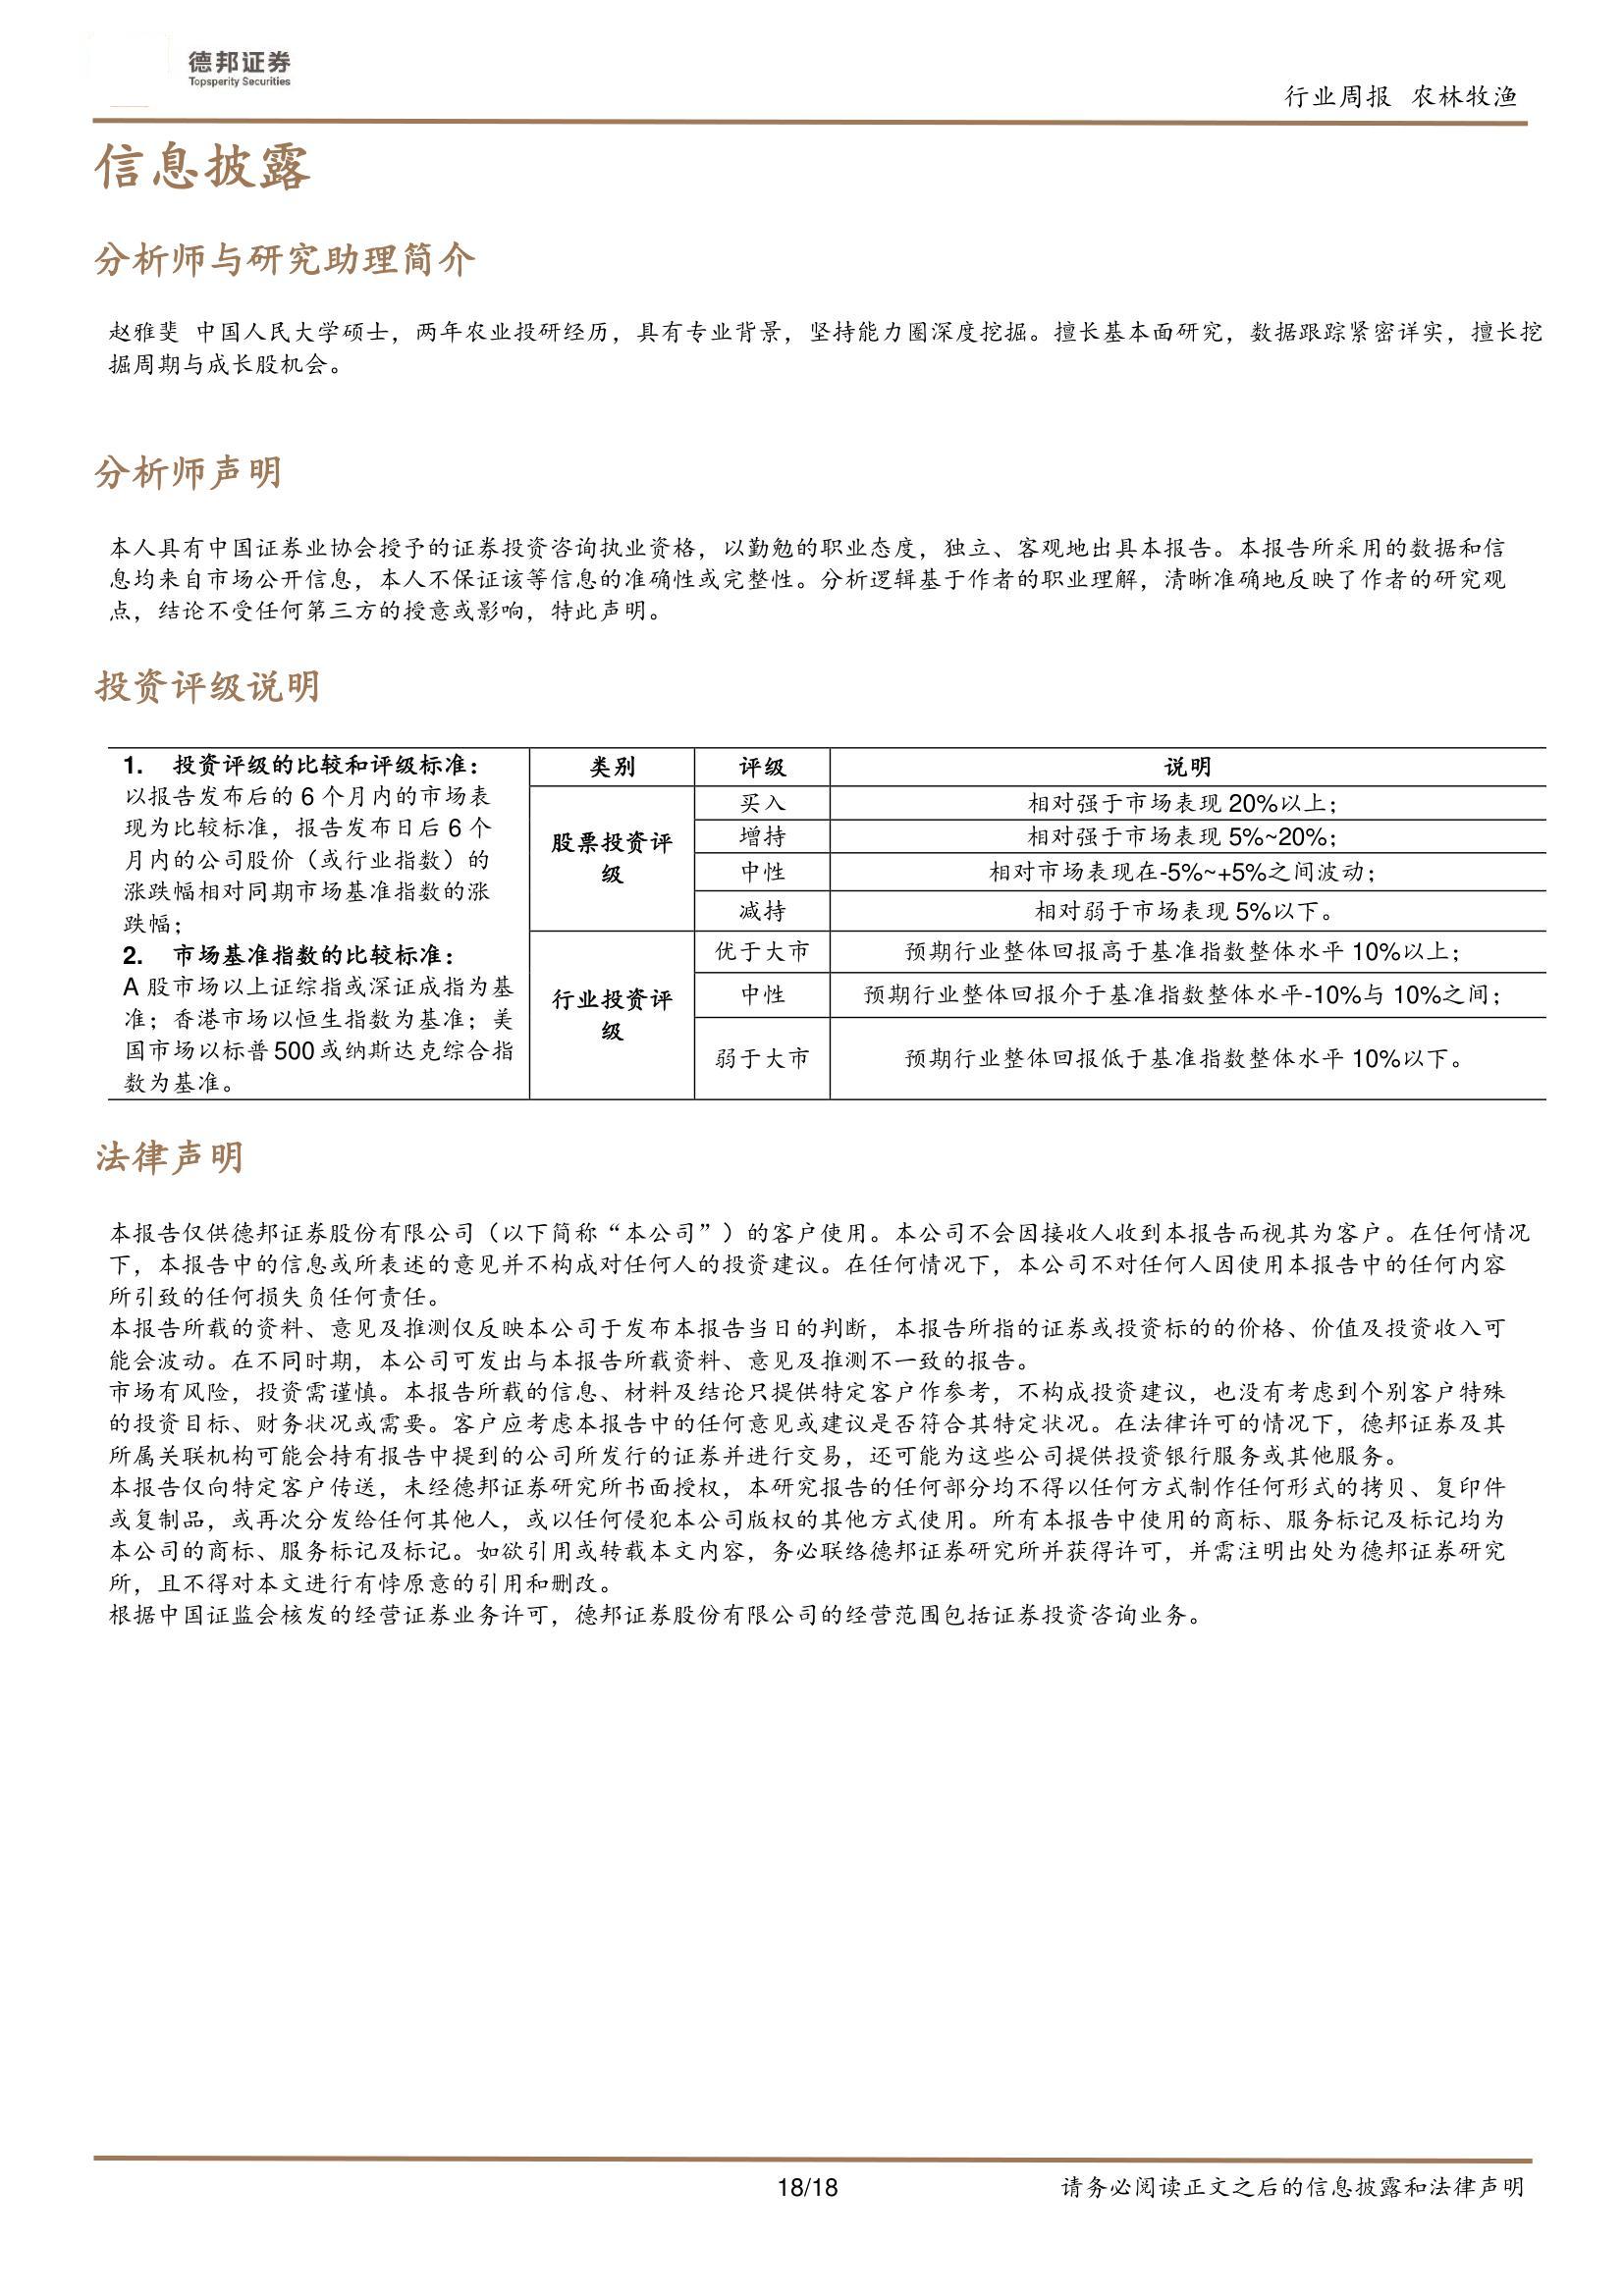 德邦证券
Topsperity Securities
行业周报 农林牧渔
信息披露
分析师与研究助理简介
赵雅斐 中国人民大学硕士，两年农业投研经历，具有专业背景，坚持能力圈深度挖掘。擅长基本面研究，数据跟踪紧密详实，擅长挖
掘周期与成长股机会。
分析师声明
本人具有中国证券业协会授予的证券投资咨询执业资格，以勤勉的职业态度，独立、客观地出具本报告。本报告所采用的数据和信
息均来自市场公开信息，本人不保证该等信息的准确性或完整性。分析逻辑基于作者的职业理解，清晰准确地反映了作者的研究观
点，结论不受任何第三方的授意或影响，特此声明。
投资评级说明
1. 投资评级的比较和评级标准：
以报告发布后的 6 个月内的市场表
现为比较标准，报告发布日后 6 个
月内的公司股价（或行业指数）的
涨跌幅相对同期市场基准指数的涨
跌幅；
2. 市场基准指数的比较标准：
A 股市场以上证综指或深证成指为基
准；香港市场以恒生指数为基准；美
国市场以标普 500 或纳斯达克综合指
数为基准。
类别 评级 说明
股票投资评
级
买入 相对强于市场表现 20%以上；
增持 相对强于市场表现 5%~20%；
中性 相对市场表现在-5%~+5%之间波动；
减持 相对弱于市场表现 5%以下。
行业投资评
级
优于大市 预期行业整体回报高于基准指数整体水平 10%以上；
中性 预期行业整体回报介于基准指数整体水平-10%与 10%之间；
弱于大市 预期行业整体回报低于基准指数整体水平 10%以下。
法律声明
本报告仅供德邦证券股份有限公司（以下简称“本公司”）的客户使用。本公司不会因接收人收到本报告而视其为客户。在任何情况
下，本报告中的信息或所表述的意见并不构成对任何人的投资建议。在任何情况下，本公司不对任何人因使用本报告中的任何内容
所引致的任何损失负任何责任。
本报告所载的资料、意见及推测仅反映本公司于发布本报告当日的判断，本报告所指的证券或投资标的的价格、价值及投资收入可
能会波动。在不同时期，本公司可发出与本报告所载资料、意见及推测不一致的报告。
市场有风险，投资需谨慎。本报告所载的信息、材料及结论只提供特定客户作参考，不构成投资建议，也没有考虑到个别客户特殊
的投资目标、财务状况或需要。客户应考虑本报告中的任何意见或建议是否符合其特定状况。在法律许可的情况下，德邦证券及其
所属关联机构可能会持有报告中提到的公司所发行的证券并进行交易，还可能为这些公司提供投资银行服务或其他服务。
本报告仅向特定客户传送，未经德邦证券研究所书面授权，本研究报告的任何部分均不得以任何方式制作任何形式的拷贝、复印件
或复制品，或再次分发给任何其他人，或以任何侵犯本公司版权的其他方式使用。所有本报告中使用的商标、服务标记及标记均为
本公司的商标、服务标记及标记。如欲引用或转载本文内容，务必联络德邦证券研究所并获得许可，并需注明出处为德邦证券研究
所，且不得对本文进行有悖原意的引用和删改。
根据中国证监会核发的经营证券业务许可，德邦证券股份有限公司的经营范围包括证券投资咨询业务。
18/18
请务必阅读正文之后的信息披露和法律声明